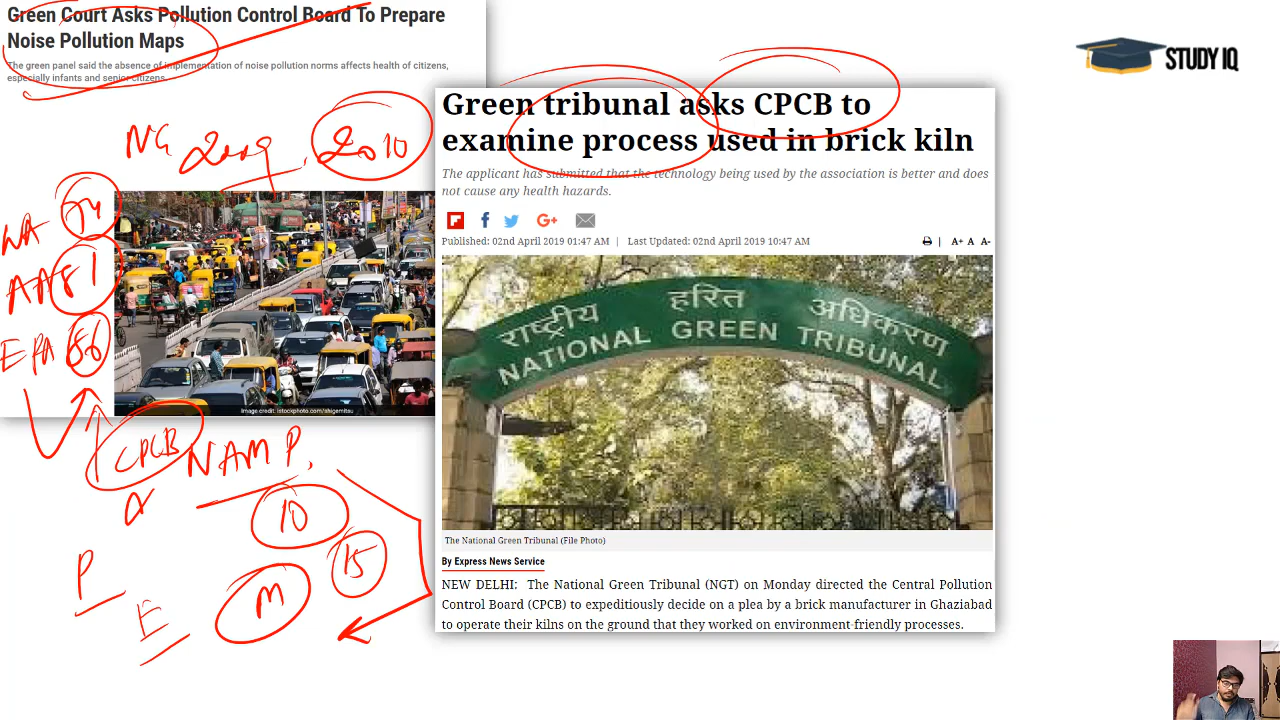 Green Court Asks Pollution Control Board To Prepare
Noise Pollution Maps
The green panel said the absence of implementation of noise pollution norms affects health of citizens,
especially infants and senior citizens.
STUDY IQ
Green tribunal asks CPCB to
examine process used in brick kiln
The applicant has submitted that the technology being used by the association is better and does
not cause any health hazards.
Published: 02nd April 2019 01:47 AM | Last Updated: 02nd April 2019 10:47 AM
A+ A A-
राष्ट्रीय हरित अधिकरण
NATIONAL GREEN TRIBUNAL
The National Green Tribunal (File Photo)
By Express News Service
NEW DELHI: The National Green Tribunal (NGT) on Monday directed the Central Pollution
Control Board (CPCB) to expeditiously decide on a plea by a brick manufacturer in Ghaziabad
to operate their kilns on the ground that they worked on environment-friendly processes.
Image credit: istockphoto.com/shigemitsu
2010
WA 74
AA 81
EPA 86
CPCB NAMP.
10
15
P
E
M